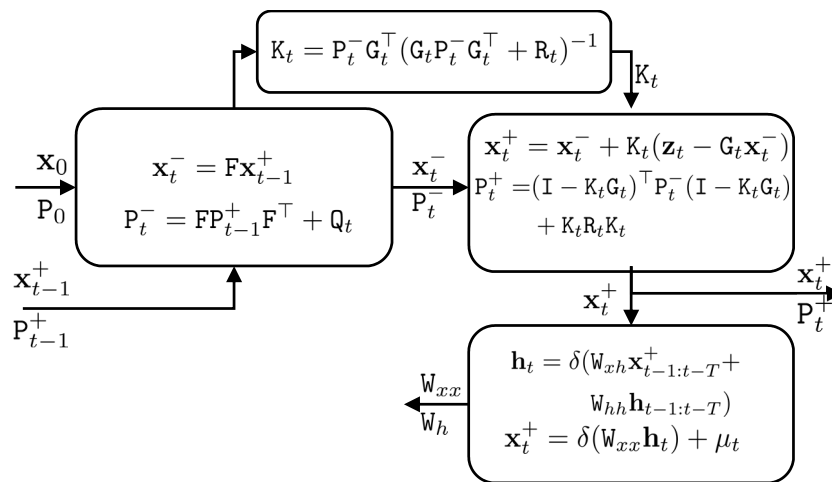 K_t = P_t^- G_t^⊤ (G_t P_t^- G_t^⊤ + R_t)^{-1}
K_t
x_0
P_0
x_t^- = F x_{t-1}^+
P_t^- = F P_{t-1}^+ F^⊤ + Q_t
x_t^-
P_t^-
x_t^+ = x_t^- + K_t(z_t − G_t x_t^-)
P_t^+ = (I − K_t G_t)^⊤ P_t^- (I − K_t G_t)
+ K_t R_t K_t
x_{t-1}^+
P_{t-1}^+
x_t^+
x_t^+
P_t^+
h_t = δ(W_{xh} x_{t-1:t-T}^+ +
W_{hh} h_{t-1:t-T})
x_t^+ = δ(W_{xx} h_t) + μ_t
W_{xx}
W_h